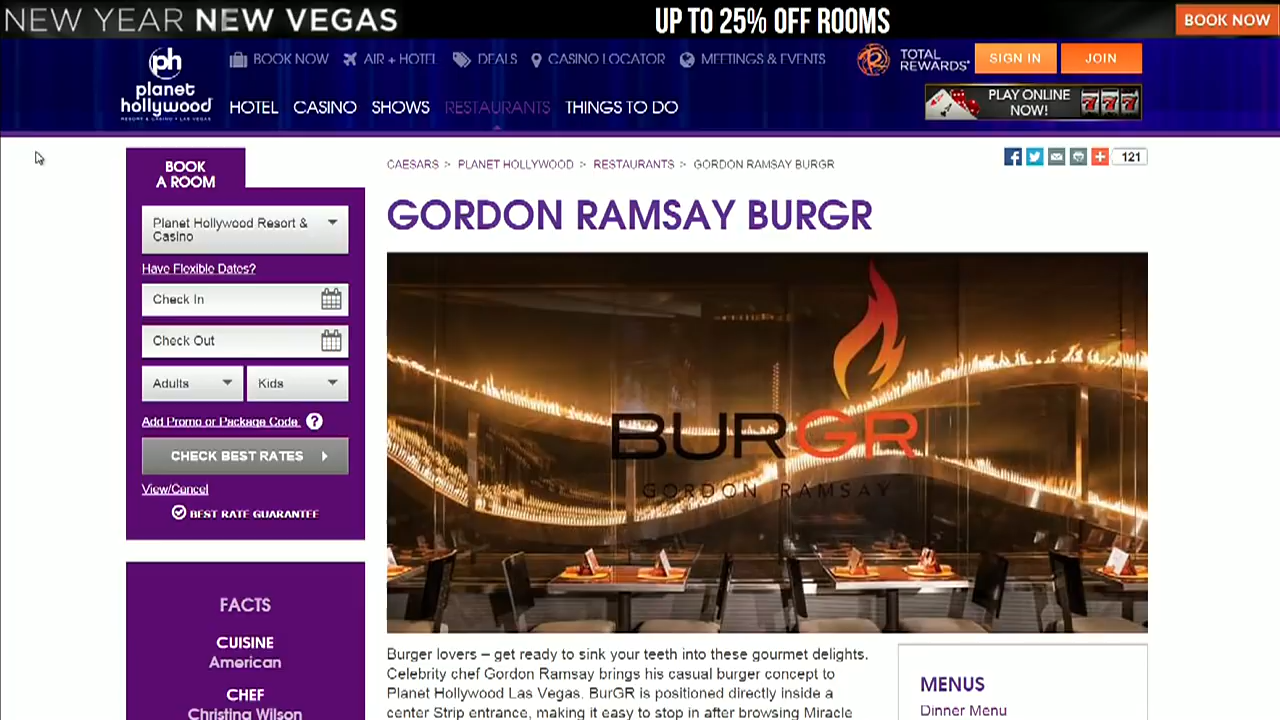 NEW YEAR NEW VEGAS
UP TO 25% OFF ROOMS
BOOK NOW
ph
planet
hollywood
RESORT & CASINO • LAS VEGAS
BOOK NOW
AIR + HOTEL
DEALS
CASINO LOCATOR
MEETINGS & EVENTS
TOTAL
REWARDS
SIGN IN
JOIN
HOTEL
CASINO
SHOWS
RESTAURANTS
THINGS TO DO
PLAY ONLINE
NOW!
777
BOOK
A ROOM
Planet Hollywood Resort &
Casino
Have Flexible Dates?
Check In
Check Out
Adults
Kids
Add Promo or Package Code
?
CHECK BEST RATES
View/Cancel
BEST RATE GUARANTEE
FACTS
CUISINE
American
CHEF
Christina Wilson
CAESARS > PLANET HOLLYWOOD > RESTAURANTS > GORDON RAMSAY BURGR
121
GORDON RAMSAY BURGR
BURGR
GORDON RAMSAY
Burger lovers – get ready to sink your teeth into these gourmet delights.
Celebrity chef Gordon Ramsay brings his casual burger concept to
Planet Hollywood Las Vegas. BurGR is positioned directly inside a
center Strip entrance, making it easy to stop in after browsing Miracle
MENUS
Dinner Menu